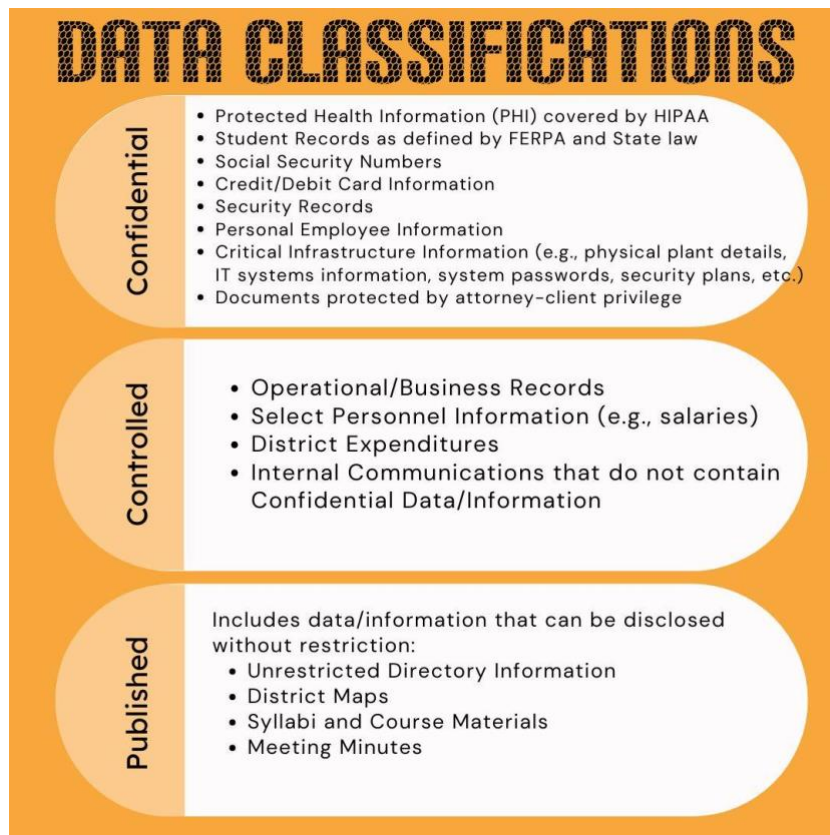 DATA CLASSIFICATIONS
Confidential
• Protected Health Information (PHI) covered by HIPAA
• Student Records as defined by FERPA and State law
• Social Security Numbers
• Credit/Debit Card Information
• Security Records
• Personal Employee Information
• Critical Infrastructure Information (e.g., physical plant details,
IT systems information, system passwords, security plans, etc.)
• Documents protected by attorney-client privilege
Controlled
• Operational/Business Records
• Select Personnel Information (e.g., salaries)
• District Expenditures
• Internal Communications that do not contain
Confidential Data/Information
Published
Includes data/information that can be disclosed
without restriction:
• Unrestricted Directory Information
• District Maps
• Syllabi and Course Materials
• Meeting Minutes